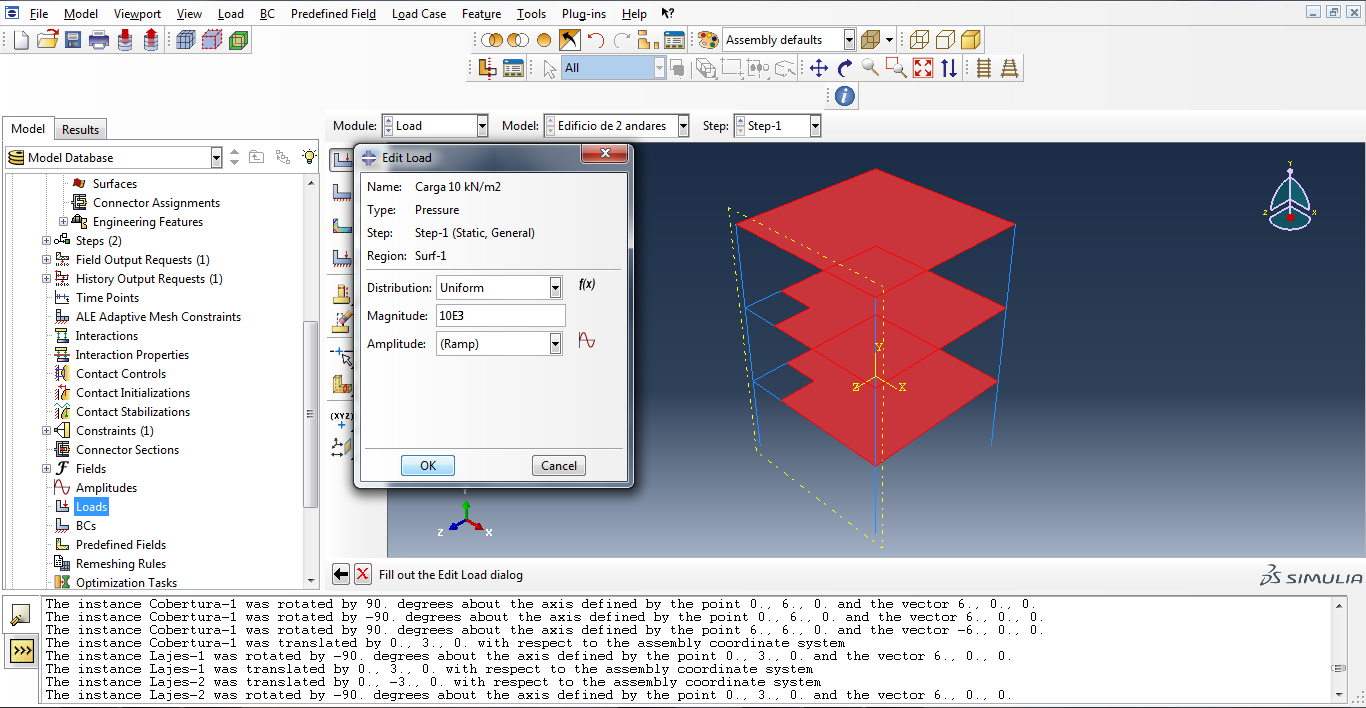 File Model Viewport View Load BC Predefined Field Load Case Feature Tools Plug-ins Help
Assembly defaults
All
Model Results
Module: Load Model: Edificio de 2 andares Step: Step-1
Model Database
Surfaces
Connector Assignments
Engineering Features
Steps (2)
Field Output Requests (1)
History Output Requests (1)
Time Points
ALE Adaptive Mesh Constraints
Interactions
Interaction Properties
Contact Controls
Contact Initializations
Contact Stabilizations
Constraints (1)
Connector Sections
Fields
Amplitudes
Loads
BCs
Predefined Fields
Remeshing Rules
Optimization Tasks
(XYZ)
Edit Load
Name: Carga 10 kN/m2
Type: Pressure
Step: Step-1 (Static, General)
Region: Surf-1
Distribution: Uniform f(x)
Magnitude: 10E3
Amplitude: (Ramp)
OK Cancel
Y
Z X
Y
Z X
Y
Z X
Fill out the Edit Load dialog
SIMULIA
The instance Cobertura-1 was rotated by 90. degrees about the axis defined by the point 0., 6., 0. and the vector 6., 0., 0.
The instance Cobertura-1 was rotated by -90. degrees about the axis defined by the point 0., 6., 0. and the vector 6., 0., 0.
The instance Cobertura-1 was rotated by 90. degrees about the axis defined by the point 6., 6., 0. and the vector -6., 0., 0.
The instance Cobertura-1 was translated by 0., 3., 0. with respect to the assembly coordinate system
The instance Lajes-1 was rotated by -90. degrees about the axis defined by the point 0., 3., 0. and the vector 6., 0., 0.
The instance Lajes-1 was translated by 0., 3., 0. with respect to the assembly coordinate system
The instance Lajes-2 was translated by 0., -3., 0. with respect to the assembly coordinate system
The instance Lajes-2 was rotated by -90. degrees about the axis defined by the point 0., 3., 0. and the vector 6., 0., 0.
>>>